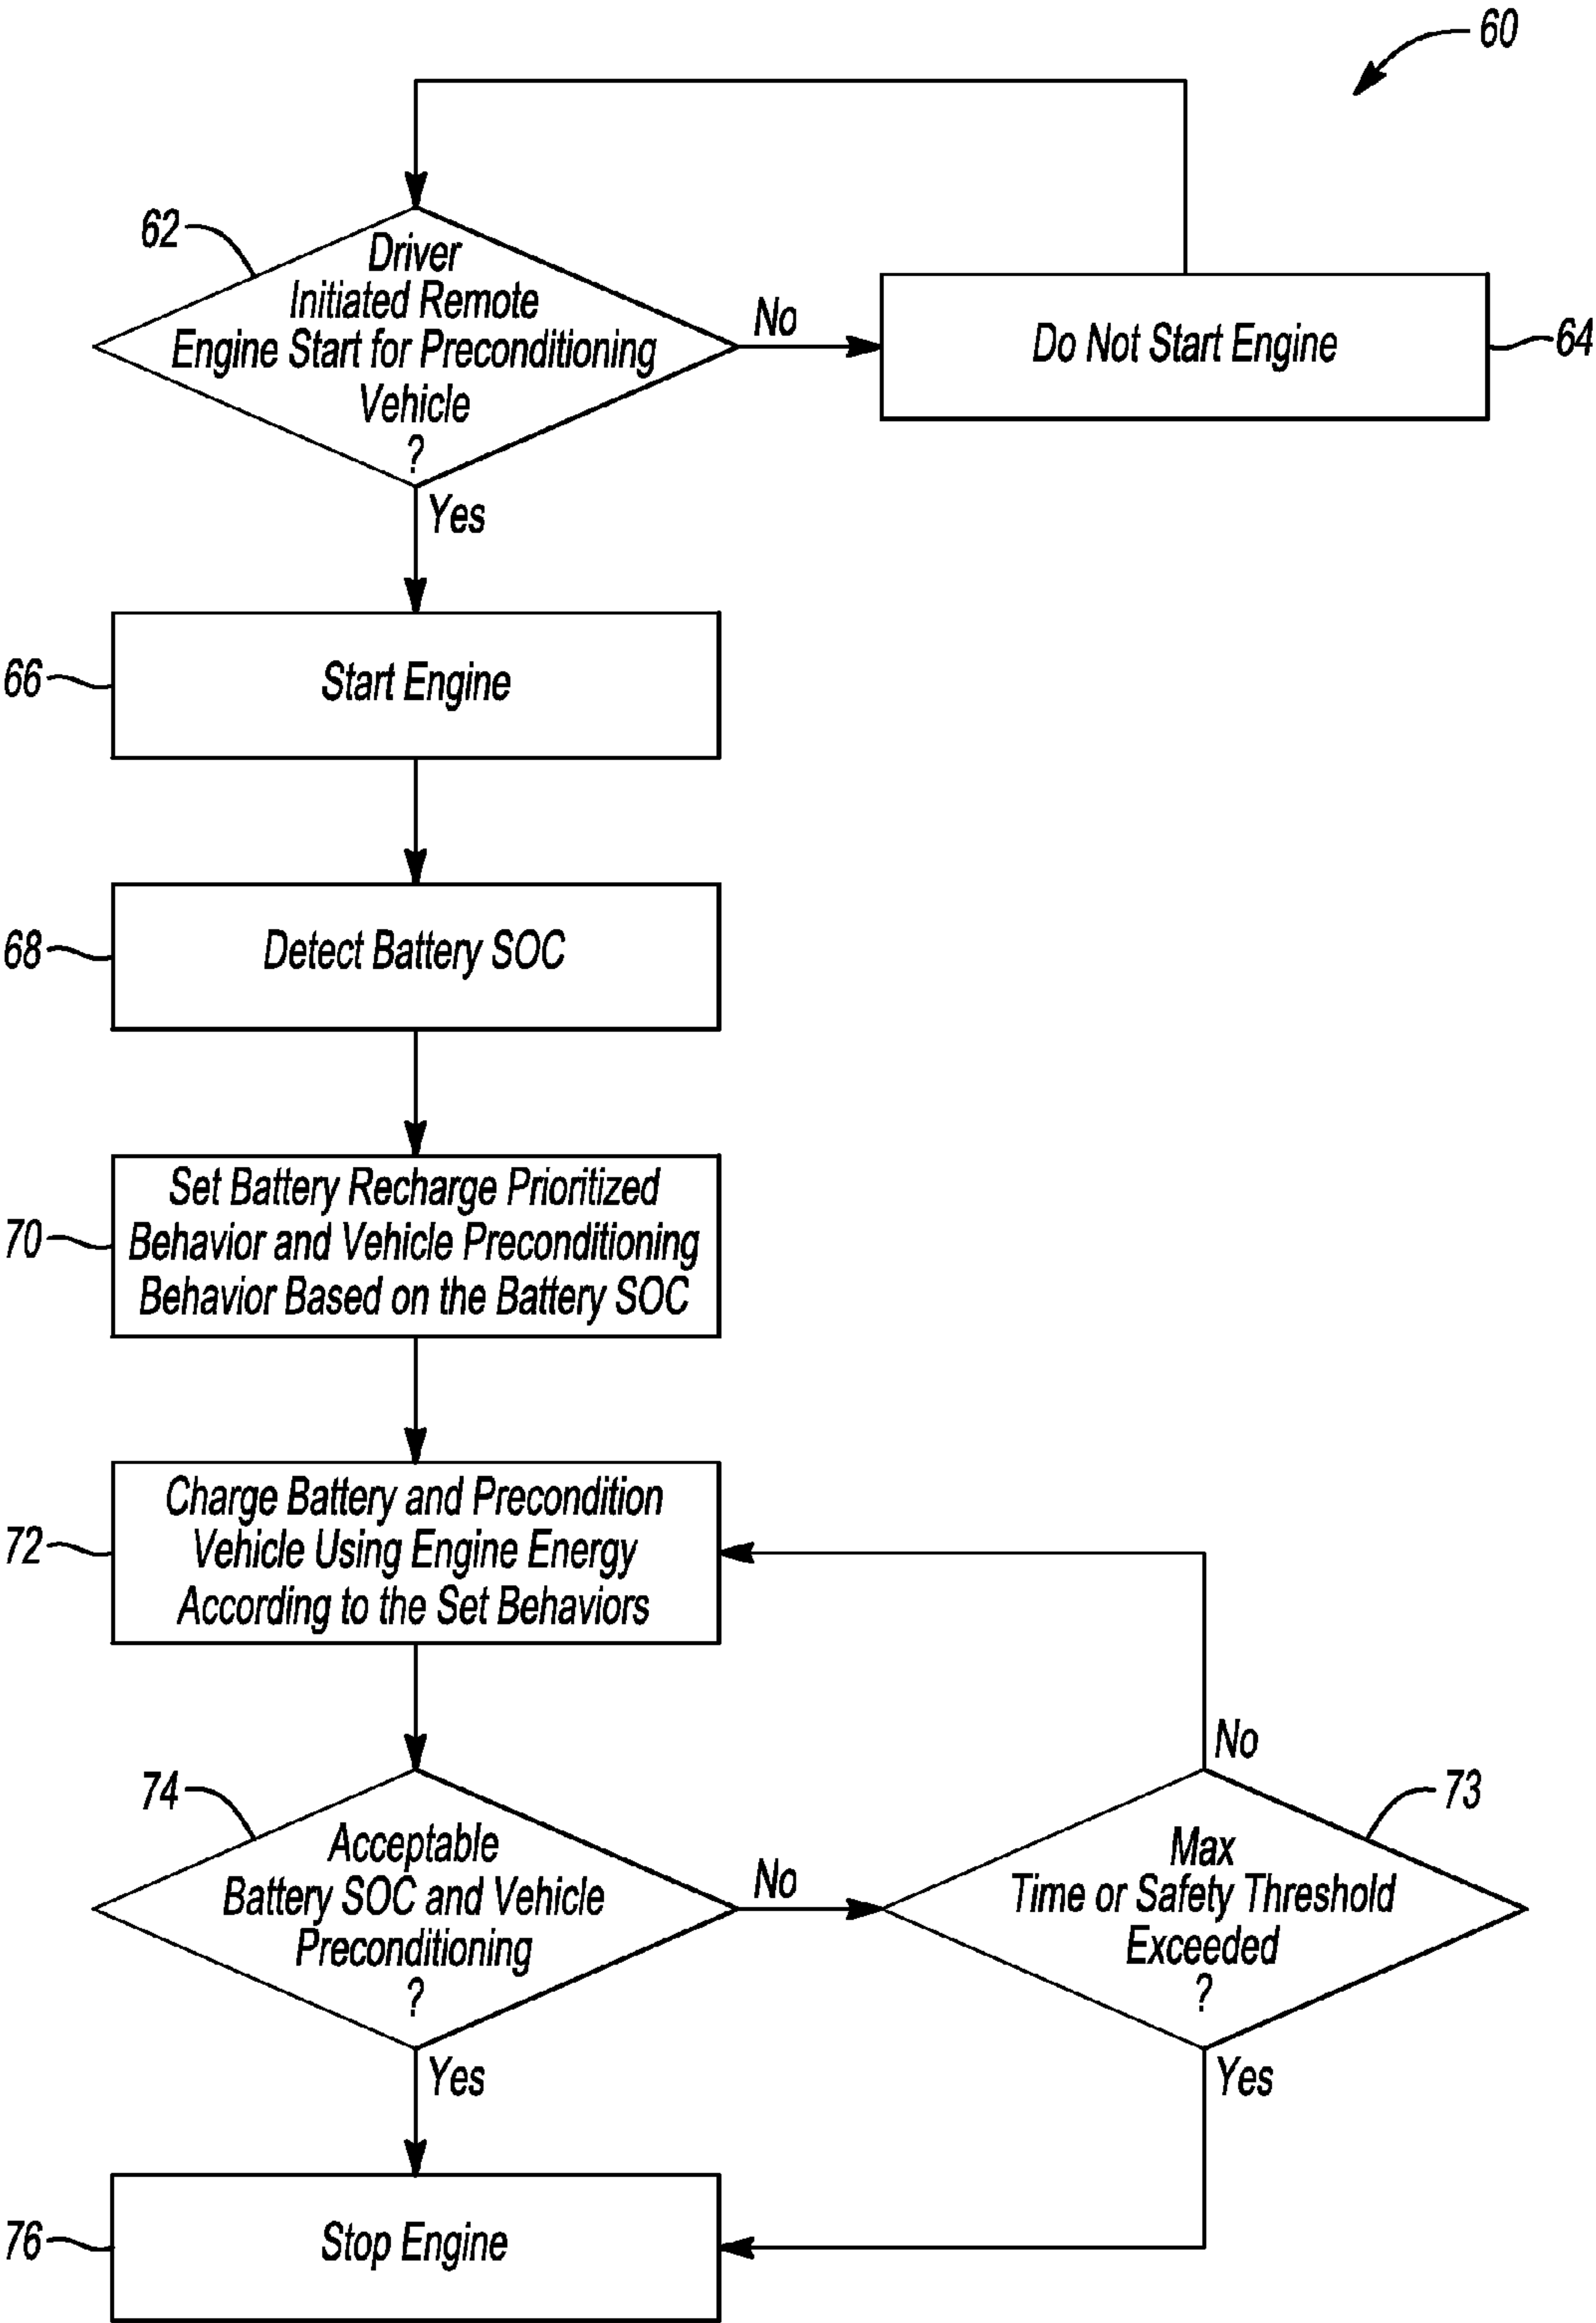 60
62
Driver
Initiated Remote
Engine Start for Preconditioning
Vehicle
?
No
Do Not Start Engine
64
Yes
66
Start Engine
68
Detect Battery SOC
70
Set Battery Recharge Prioritized
Behavior and Vehicle Preconditioning
Behavior Based on the Battery SOC
72
Charge Battery and Precondition
Vehicle Using Engine Energy
According to the Set Behaviors
74
Acceptable
Battery SOC and Vehicle
Preconditioning
?
No
No
73
Max
Time or Safety Threshold
Exceeded
?
Yes
Yes
76
Stop Engine